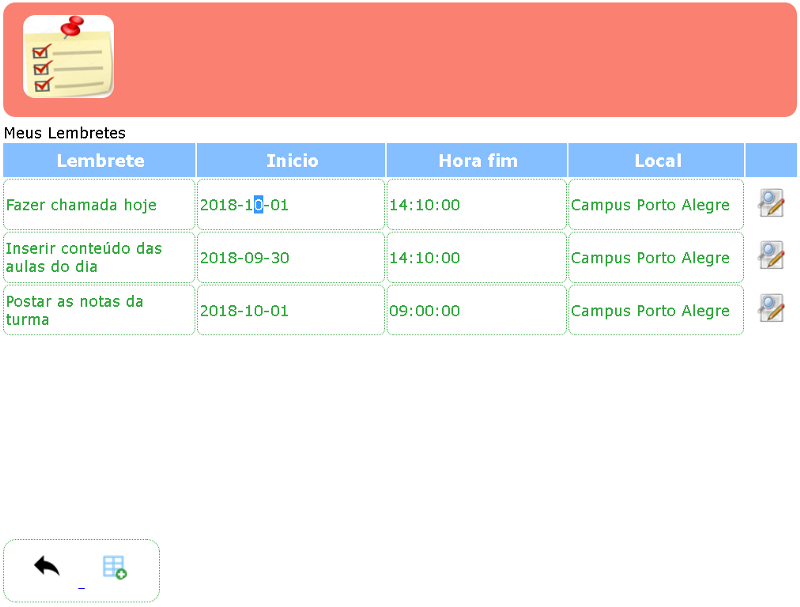 Meus Lembretes
Lembrete Inicio Hora fim Local
Fazer chamada hoje 2018-10-01 14:10:00 Campus Porto Alegre
Inserir conteúdo das
aulas do dia 2018-09-30 14:10:00 Campus Porto Alegre
Postar as notas da
turma 2018-10-01 09:00:00 Campus Porto Alegre